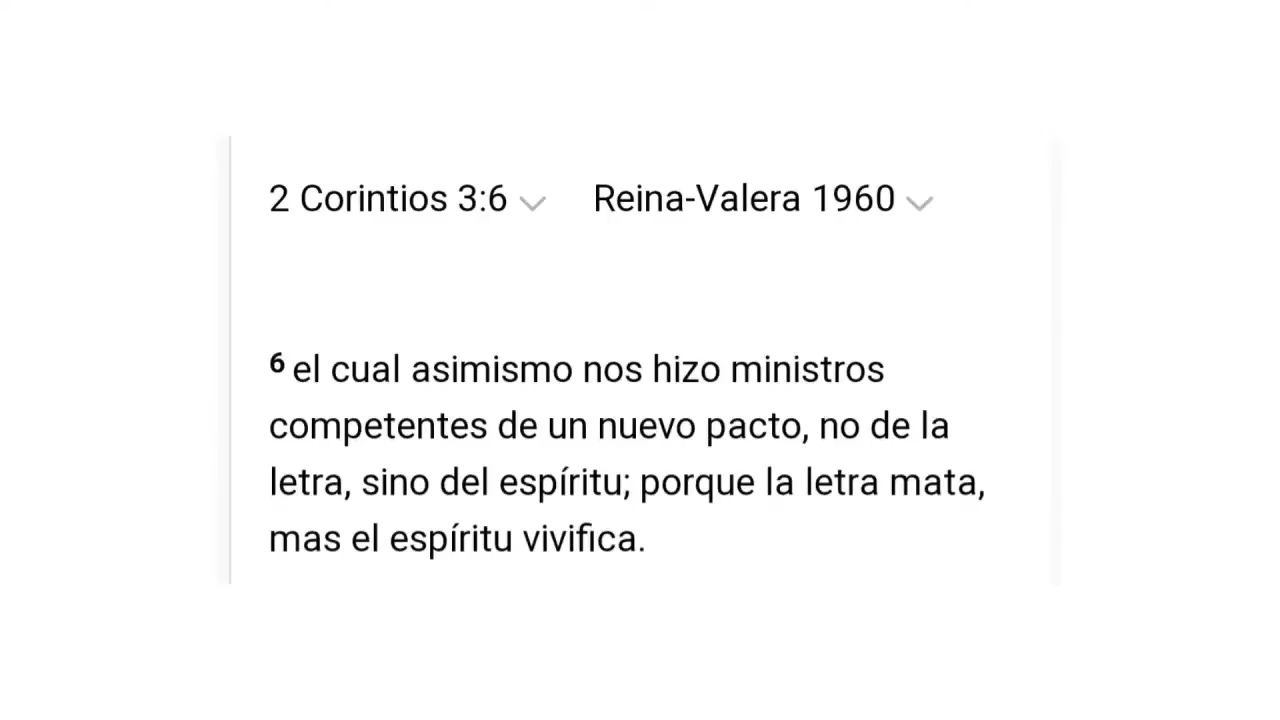 2 Corintios 3:6 Reina-Valera 1960
6 el cual asimismo nos hizo ministros
competentes de un nuevo pacto, no de la
letra, sino del espíritu; porque la letra mata,
mas el espíritu vivifica.